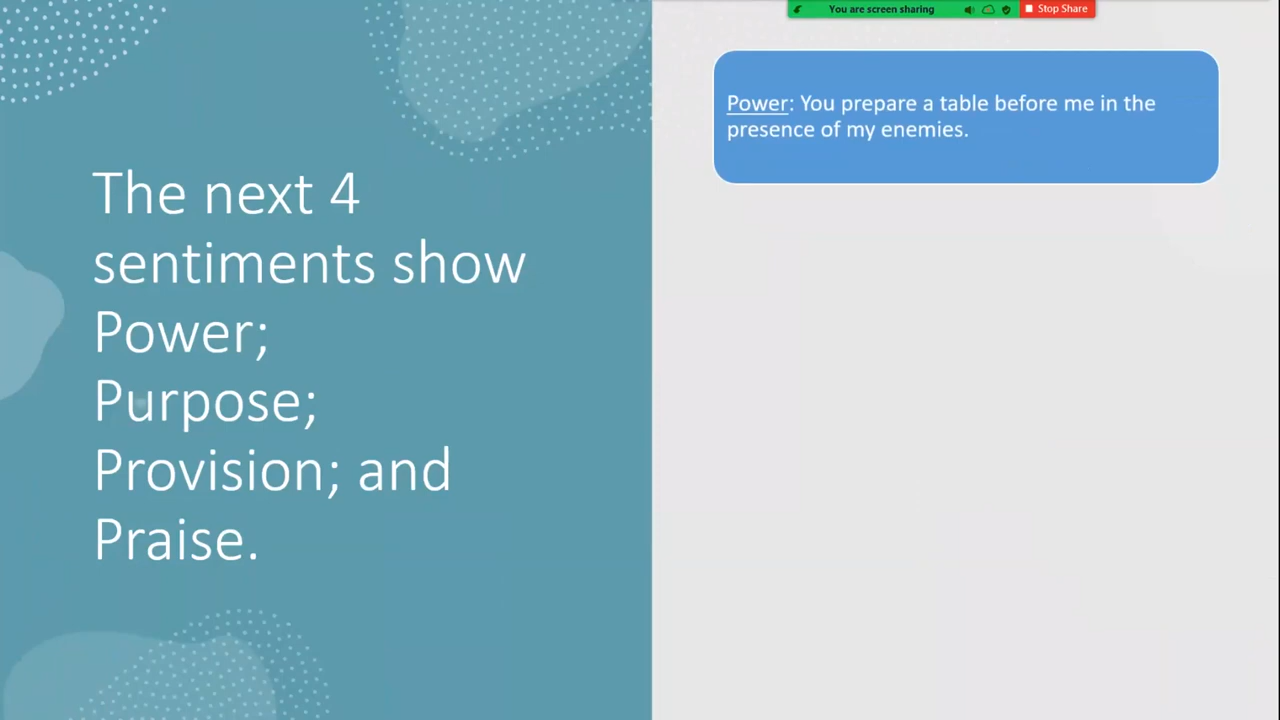 You are screen sharing
Stop Share
The next 4
sentiments show
Power;
Purpose;
Provision; and
Praise.
Power: You prepare a table before me in the
presence of my enemies.